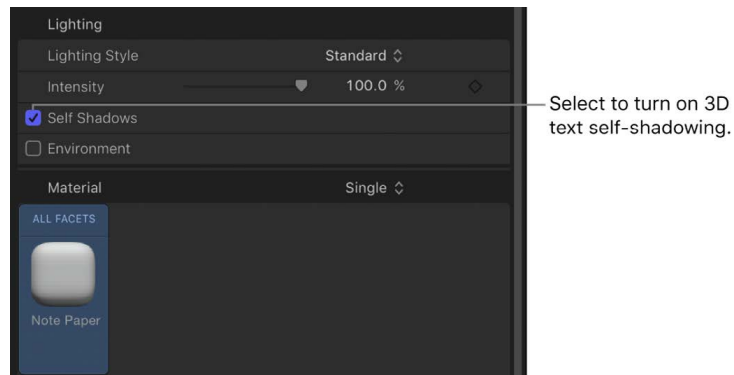 Lighting
Lighting Style Standard
Intensity 100.0 %
Self Shadows
Environment
Select to turn on 3D
text self-shadowing.
Material Single
ALL FACETS
Note Paper